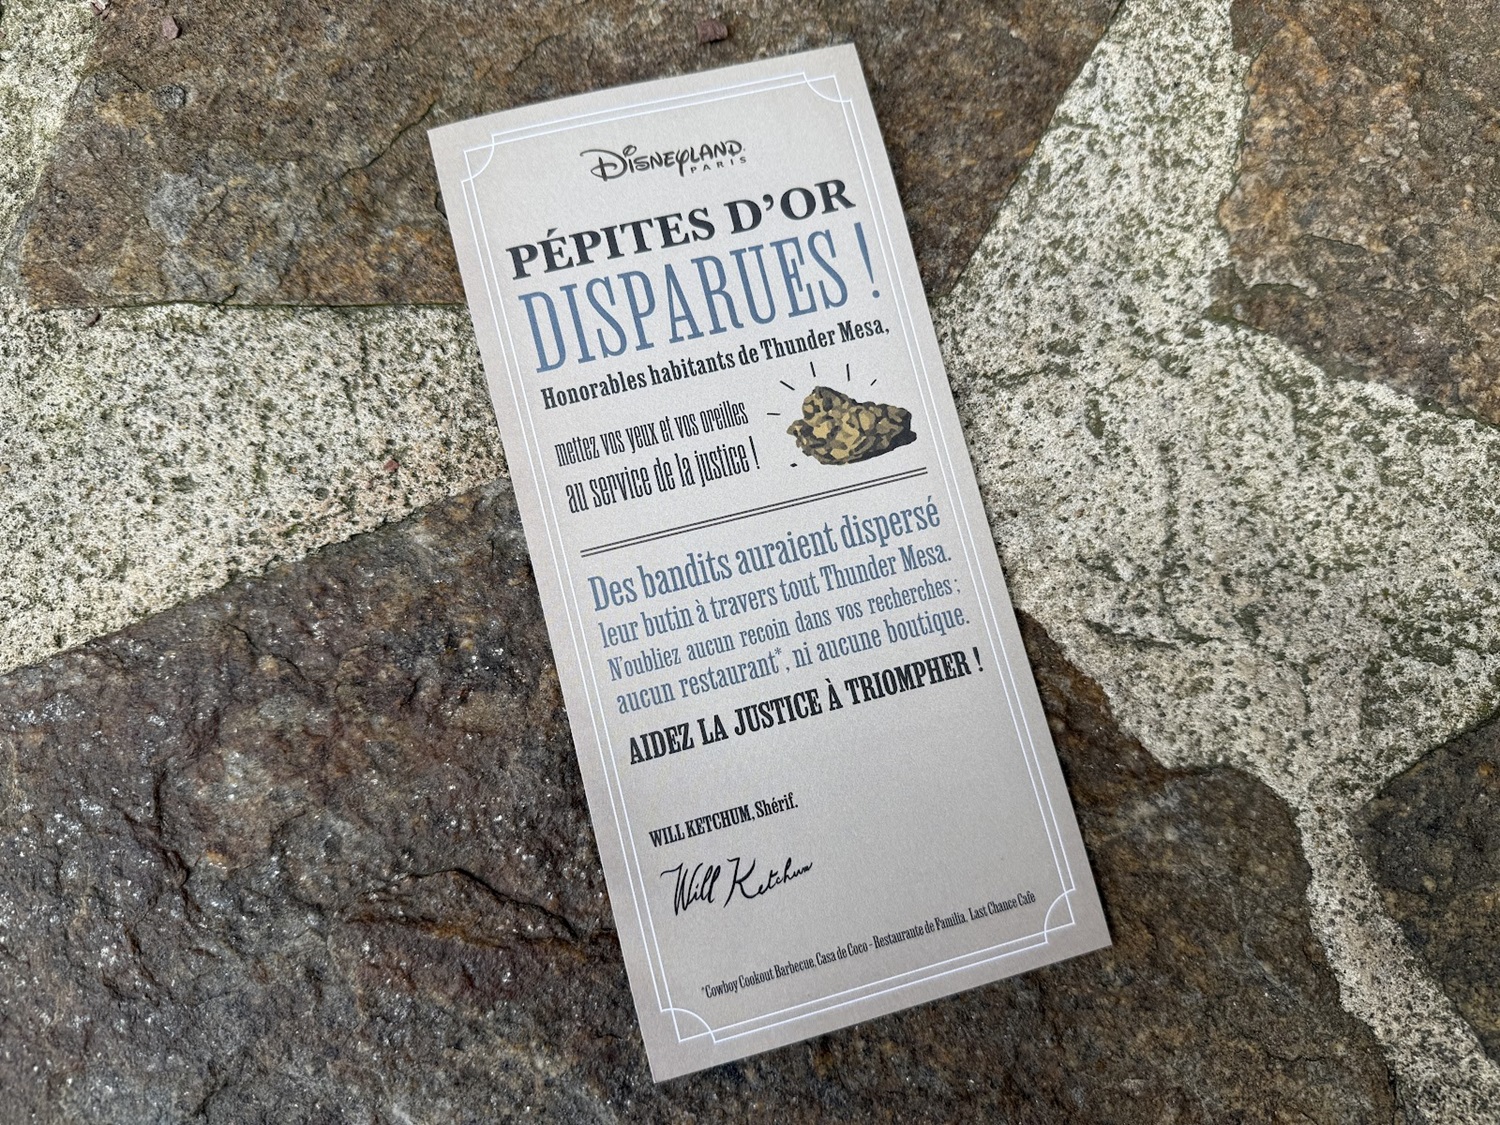 Disneyland
PARIS
PÉPITES D'OR
DISPARUES !
Honorables habitants de Thunder Mesa,
mettez vos yeux et vos oreilles
au service de la justice !
Des bandits auraient dispersé
leur butin à travers tout Thunder Mesa.
N'oubliez aucun recoin dans vos recherches ;
aucun restaurant*, ni aucune boutique.
AIDEZ LA JUSTICE À TRIOMPHER !
WILL KETCHUM, Shérif.
Will Ketchum
*Cowboy Cookout Barbecue, Casa de Coco - Restaurante de Familia, Last Chance Cafe